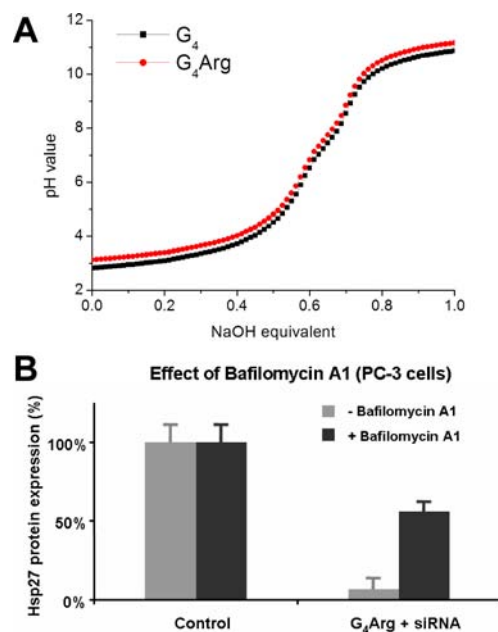 A
G₄
G₄Arg
12
10
8
6
4
2
pH value
0.0 0.2 0.4 0.6 0.8 1.0
NaOH equivalent
B
Effect of Bafilomycin A1 (PC-3 cells)
- Bafilomycin A1
+ Bafilomycin A1
Hsp27 protein expression (%)
100%
50%
0%
Control G₄Arg + siRNA